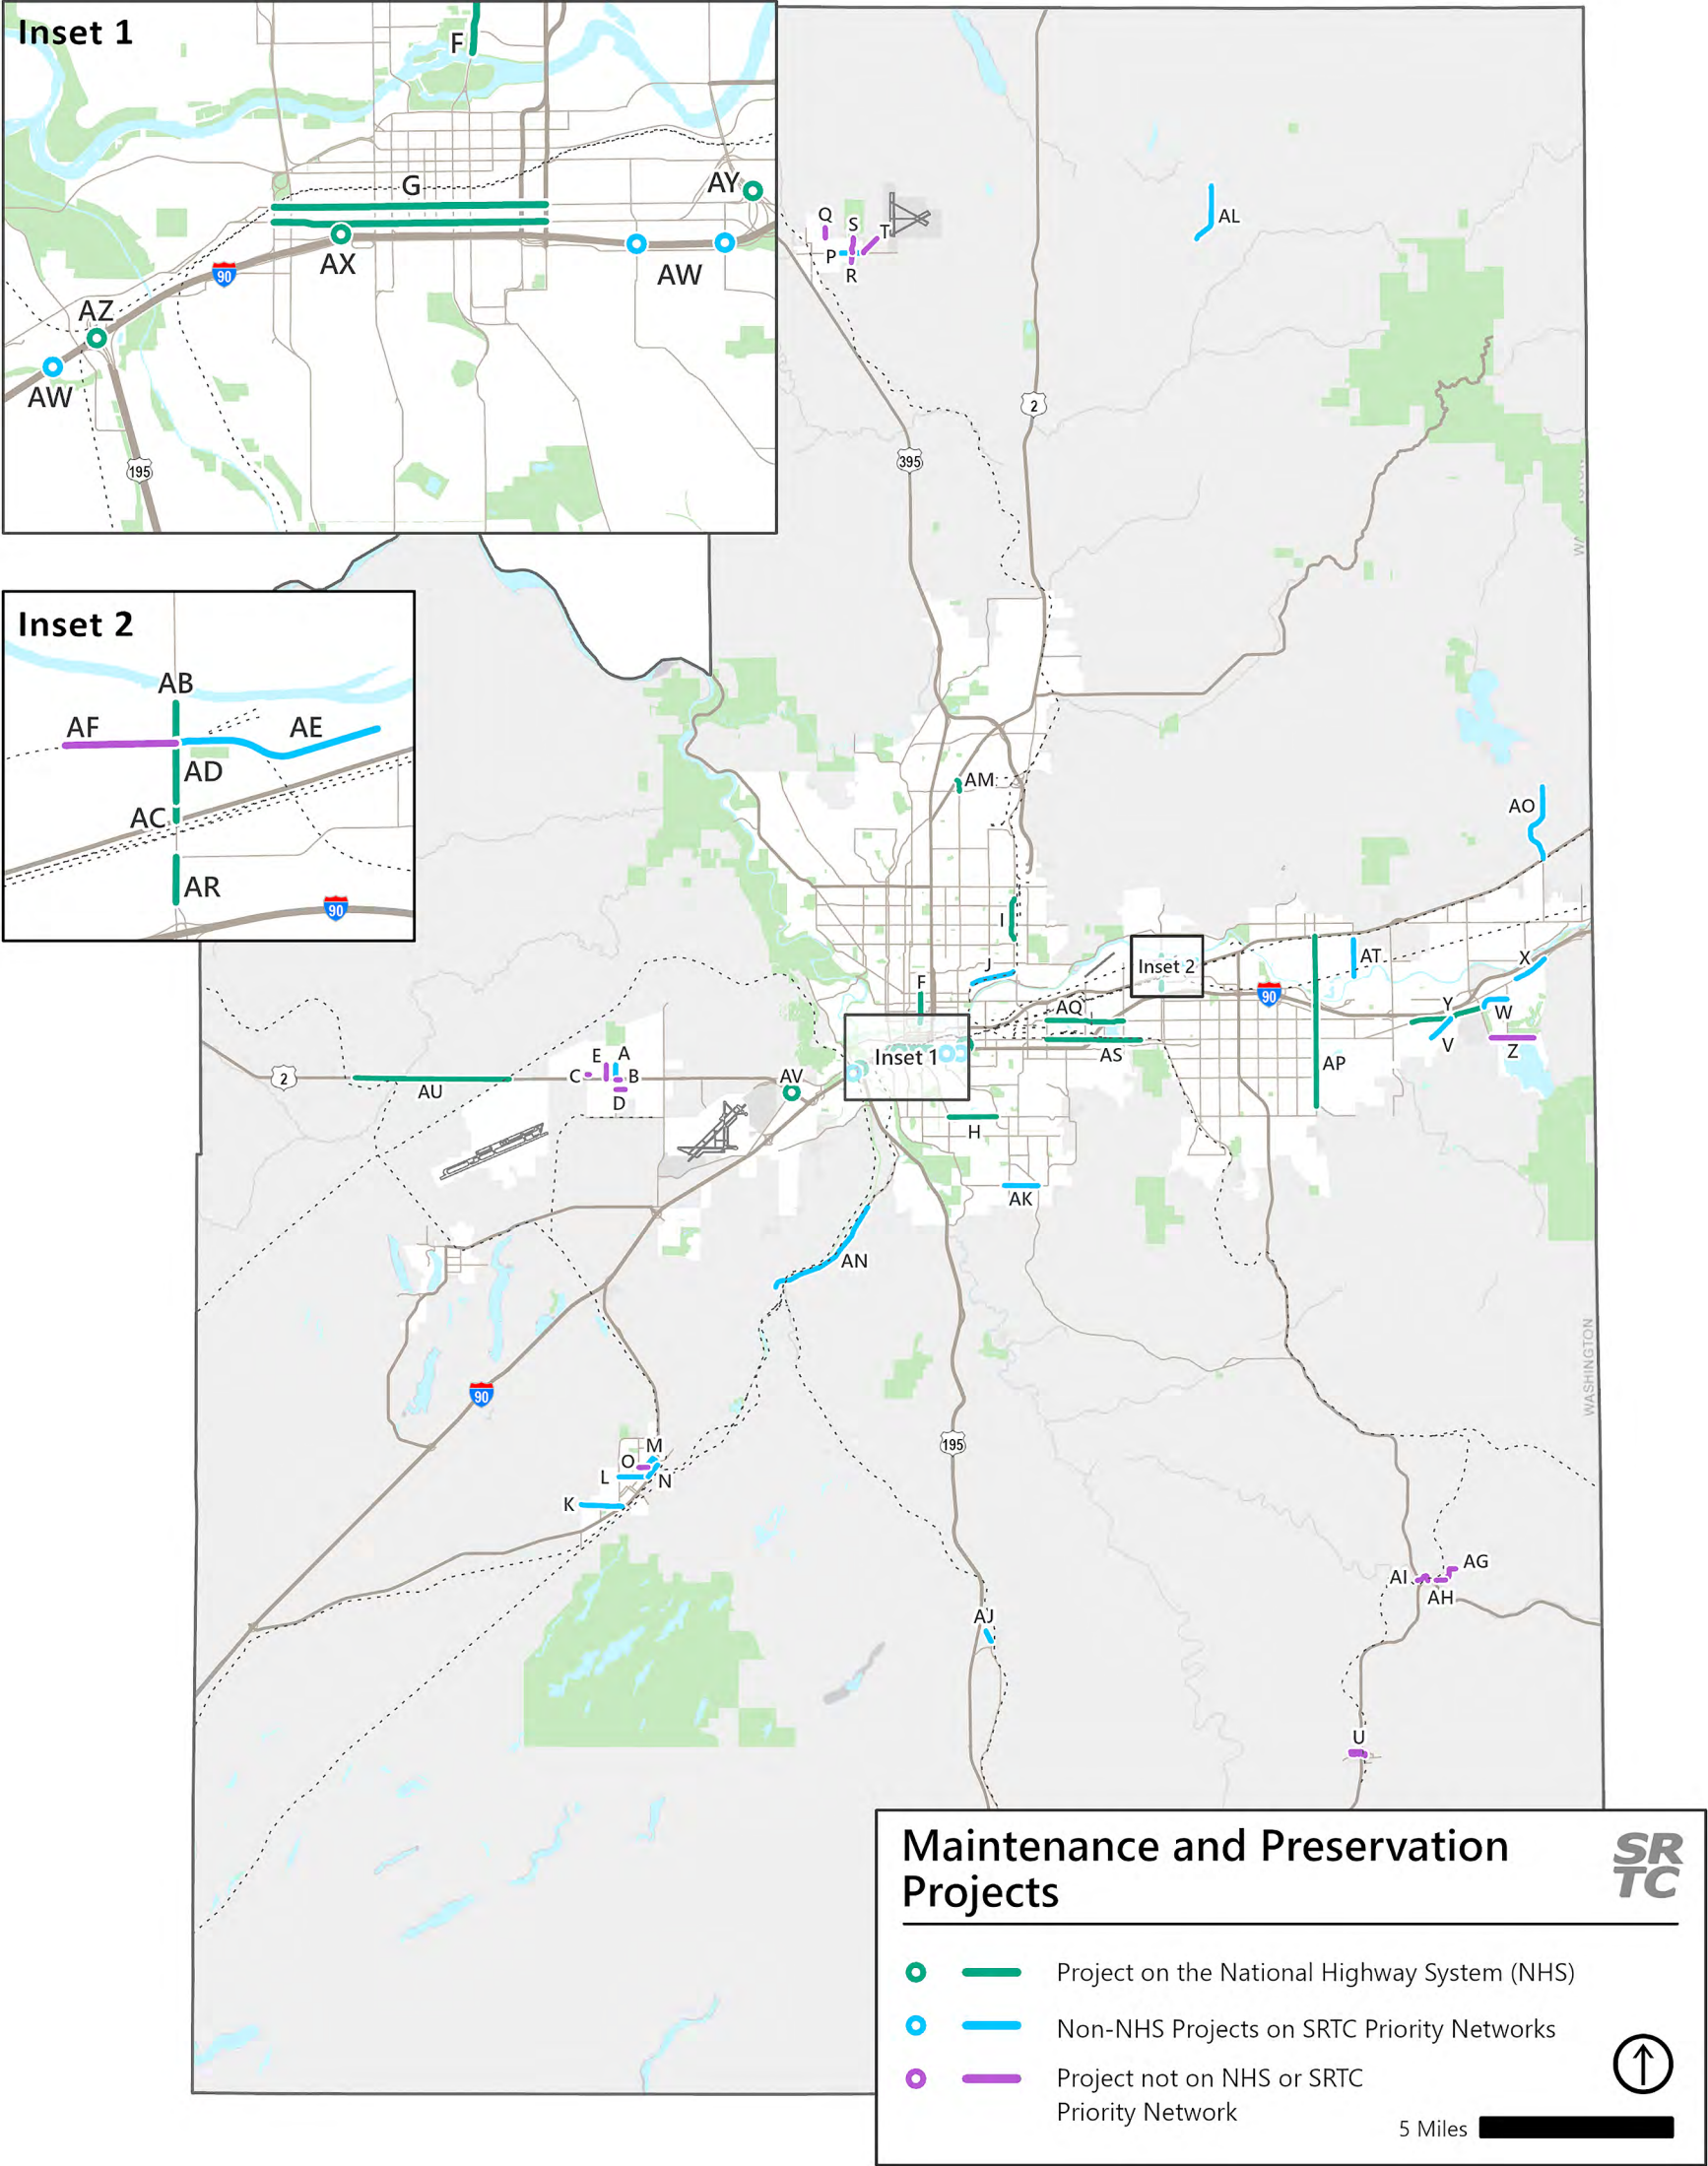 Inset 1
F
G
AY
AX
AW
90
AZ
AW
195
Q
S
T
P
R
AL
2
395
Inset 2
AB
AF
AE
AD
AC
AR
90
AM
AO
I
J
F
Inset 2
AT
X
90
AQ
Y
W
V
Z
AS
AP
Inset 1
E
A
C
B
D
2
AU
AV
H
AK
AN
WASHINGTON
90
195
M
O
L
N
K
AG
AI
AH
AJ
U
Maintenance and Preservation
Projects
SR
TC
Project on the National Highway System (NHS)
Non-NHS Projects on SRTC Priority Networks
Project not on NHS or SRTC
Priority Network
5 Miles